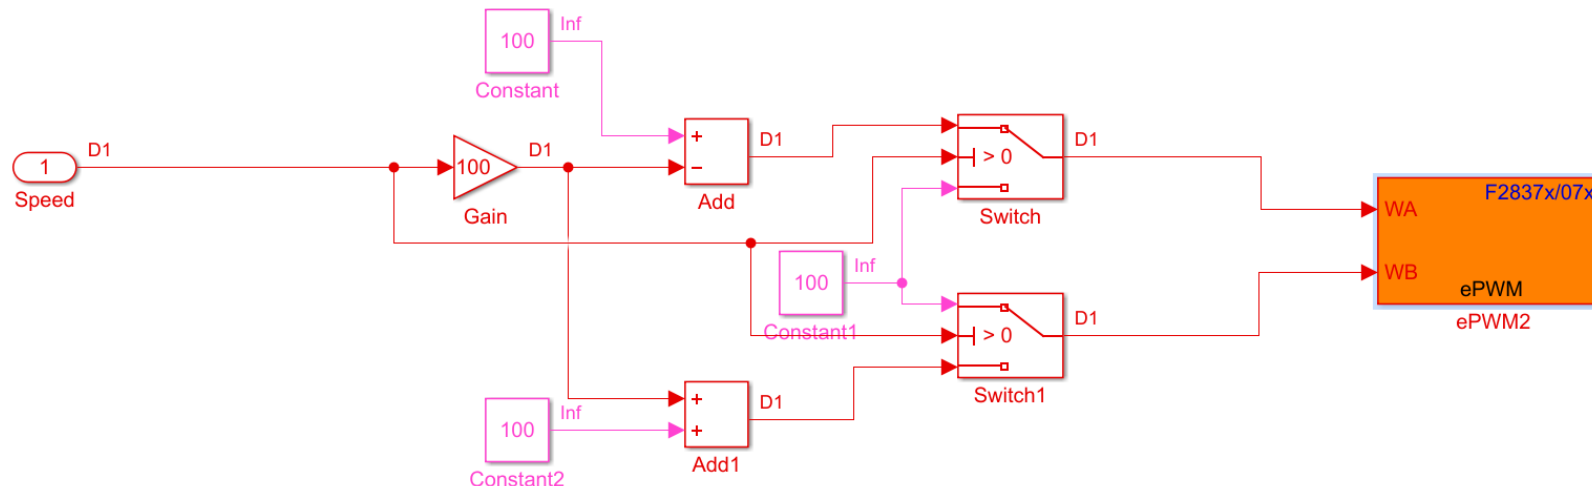 100
Inf
Constant
1
D1
Speed
100
D1
Gain
+
−
D1
Add
> 0
D1
Switch
100
Inf
Constant1
> 0
D1
Switch1
100
Inf
Constant2
+
+
D1
Add1
F2837x/07x
WA
WB
ePWM
ePWM2